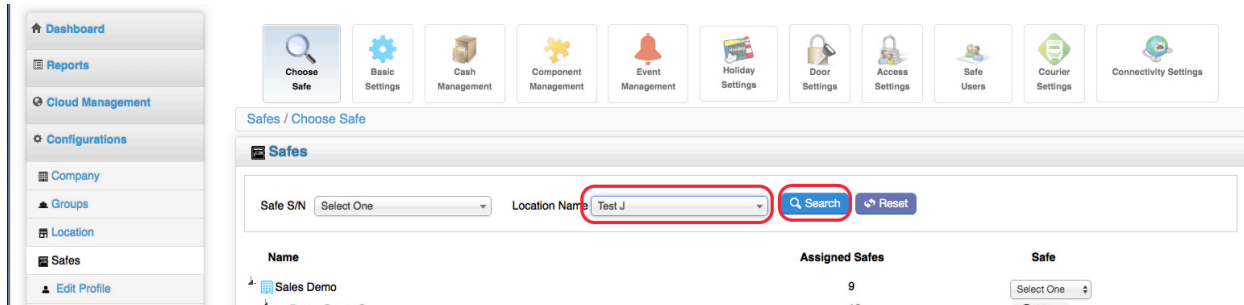 Dashboard
Reports
Cloud Management
Configurations
Company
Groups
Location
Safes
Edit Profile
Choose
Safe
Basic
Settings
Cash
Management
Component
Management
Event
Management
Holiday
Settings
Door
Settings
Access
Settings
Safe
Users
Courier
Settings
Connectivity Settings
Safes / Choose Safe
Safes
Safe S/N Select One Location Name Test J Search Reset
Name Assigned Safes Safe
Sales Demo 9 Select One